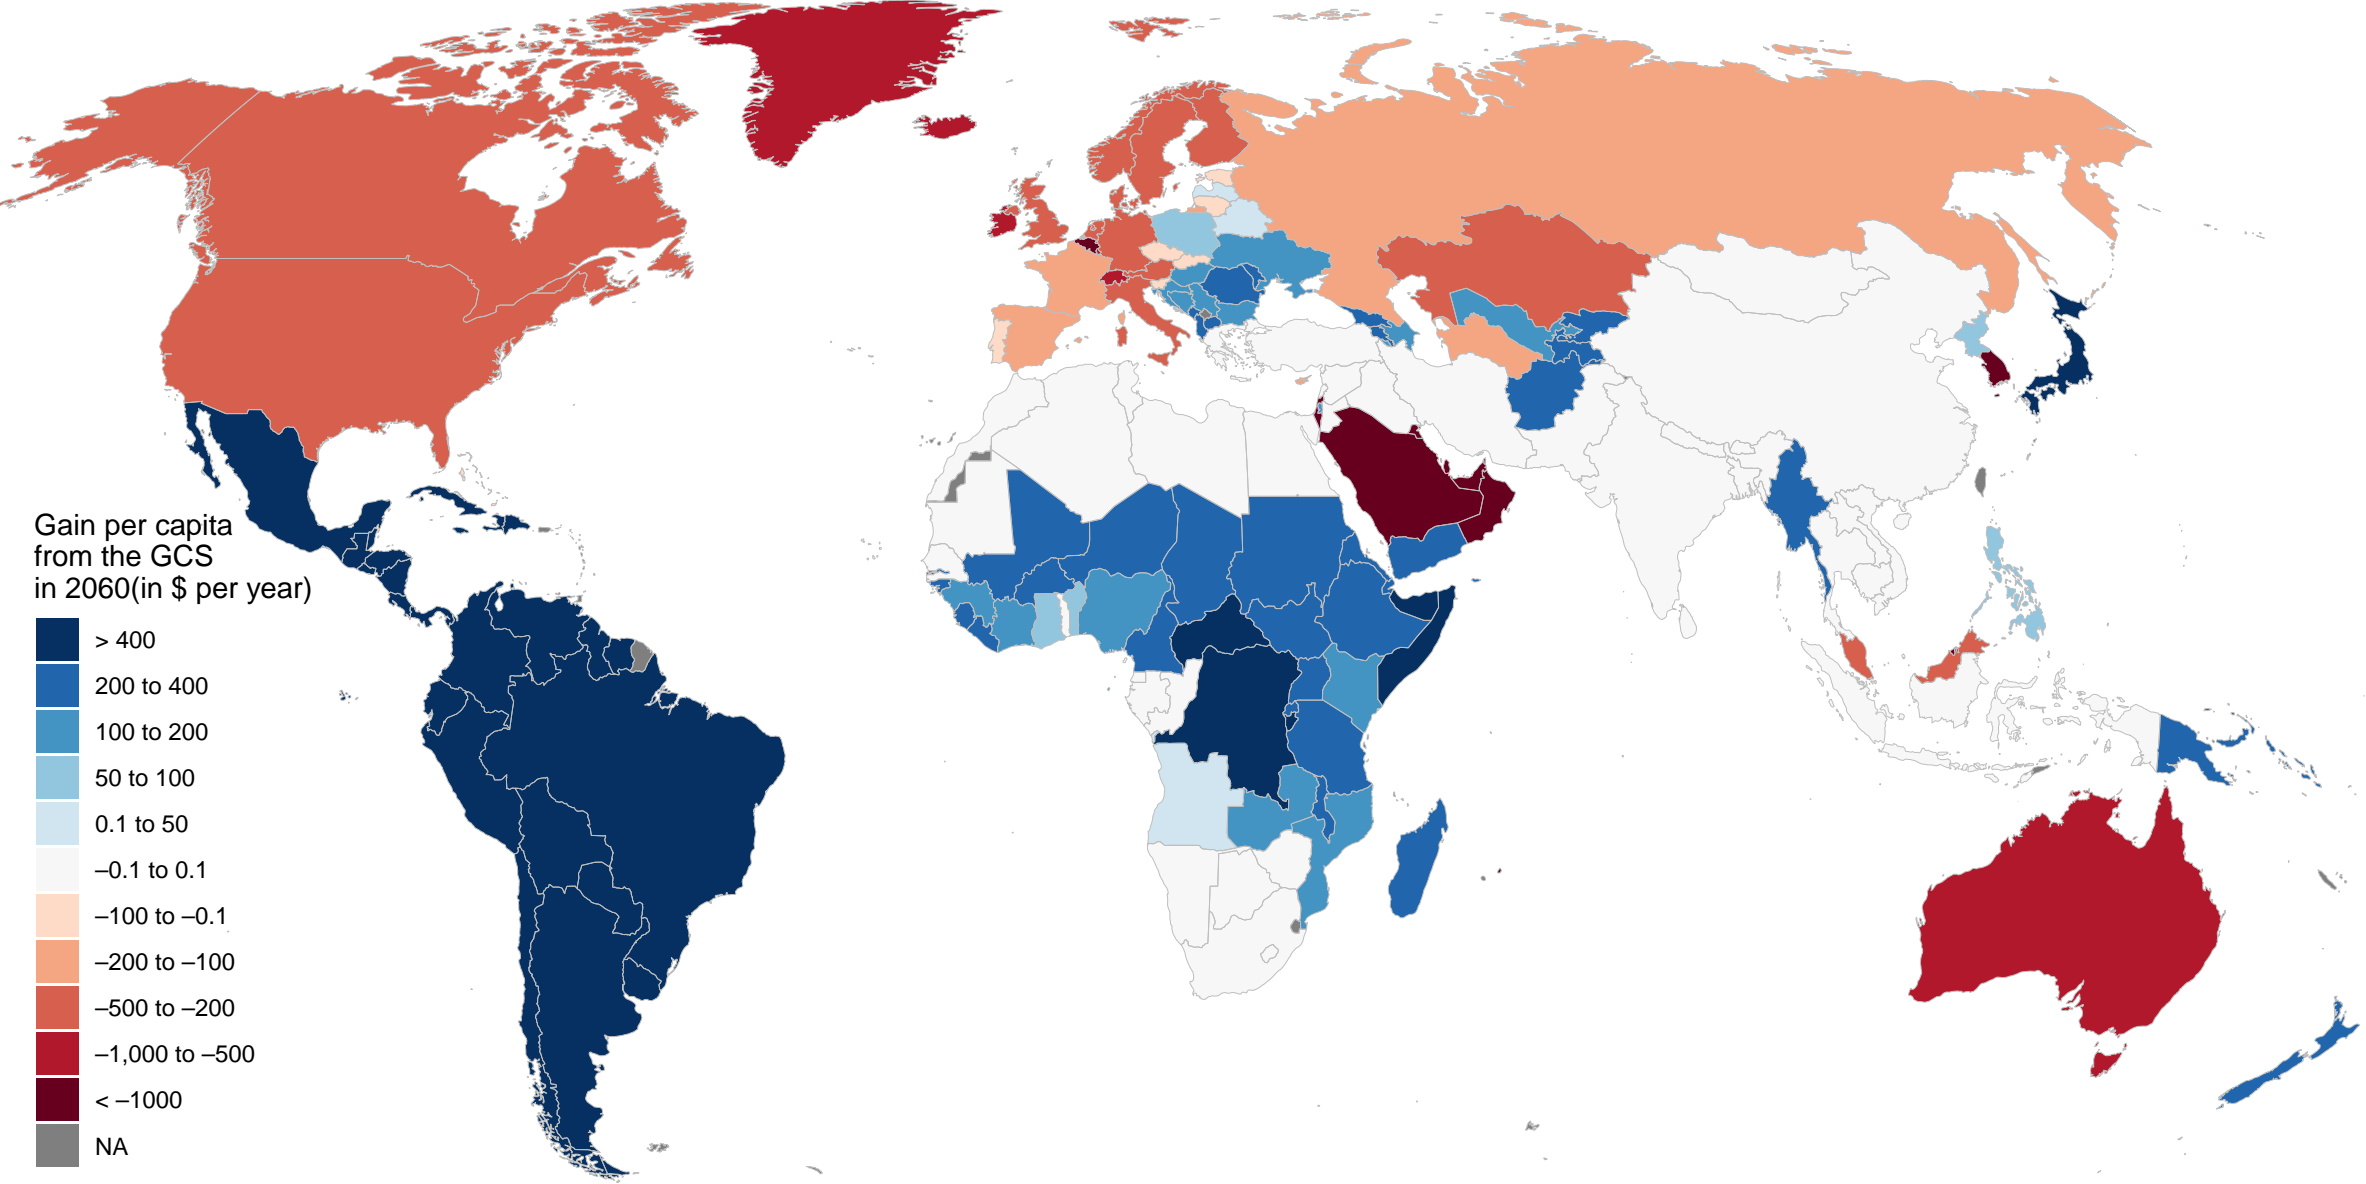 Gain per capita
from the GCS
in 2060(in $ per year)
> 400
200 to 400
100 to 200
50 to 100
0.1 to 50
–0.1 to 0.1
–100 to –0.1
–200 to –100
–500 to –200
–1,000 to –500
< –1000
NA